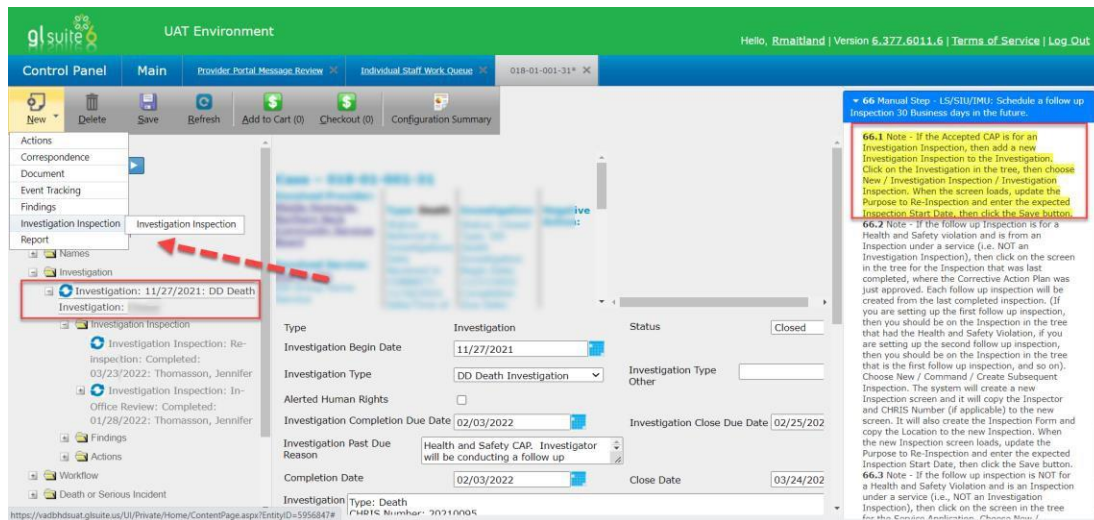 glsuite6
UAT Environment
Hello, Rmaitland | Version 6.377.6011.6 | Terms of Service | Log Out
Control Panel
Main
Provider Portal Message Review ×
Individual Staff Work Queue ×
018-01-001-31* ×
New
Delete
Save
Refresh
Add to Cart (0)
Checkout (0)
Configuration Summary
Actions
Correspondence
Document
Event Tracking
Findings
Investigation Inspection
Investigation Inspection
Report
Names
Investigation
Investigation: 11/27/2021: DD Death
Investigation:
Investigation Inspection
Investigation Inspection: Re-
inspection: Completed:
03/23/2022: Thomasson, Jennifer
Investigation Inspection: In-
Office Review: Completed:
01/28/2022: Thomasson, Jennifer
Findings
Actions
Workflow
Death or Serious Incident
https://vadbhdsuat.glsuite.us/UI/Private/Home/ContentPage.aspx?EntityID=5956847#
Case - 018-01-001-31
Type
Investigation
Status
Closed
Investigation Begin Date
11/27/2021
Investigation Type
DD Death Investigation
Investigation Type
Other
Alerted Human Rights
Investigation Completion Due Date
02/03/2022
Investigation Close Due Date
02/25/202
Investigation Past Due
Reason
Health and Safety CAP. Investigator
will be conducting a follow up
Completion Date
02/03/2022
Close Date
03/24/202
Investigation
Type: Death
CHRIS Number: 20210095
66 Manual Step - LS/SIU/IMU: Schedule a follow up
Inspection 30 Business days in the future.
66.1 Note - If the Accepted CAP is for an
Investigation Inspection, then add a new
Investigation Inspection to the Investigation.
Click on the Investigation in the tree, then choose
New / Investigation Inspection / Investigation
Inspection. When the screen loads, update the
Purpose to Re-Inspection and enter the expected
Inspection Start Date, then click the Save button.
66.2 Note - If the follow up Inspection is for a
Health and Safety violation and is from an
Inspection under a service (i.e. NOT an
Investigation Inspection), then click on the screen
in the tree for the Inspection that was last
completed, where the Corrective Action Plan was
just approved. Each follow up inspection will be
created from the last completed inspection. (If
you are setting up the first follow up inspection,
then you should be on the Inspection in the tree
that had the Health and Safety Violation, if you
are setting up the second follow up inspection,
then you should be on the Inspection in the tree
that is the first follow up inspection, and so on).
Choose New / Command / Create Subsequent
Inspection. The system will create a new
Inspection screen and it will copy the Inspector
and CHRIS Number (if applicable) to the new
screen. It will also create the Inspection Form and
copy the Location to the new Inspection. When
the new Inspection screen loads, update the
Purpose to Re-Inspection and enter the expected
Inspection Start Date, then click the Save button.
66.3 Note - If the follow up inspection is NOT for
a Health and Safety Violation and is an Inspection
under a service (i.e., NOT an Investigation
Inspection), then click on the screen in the tree
for the Service Application. Choose New /